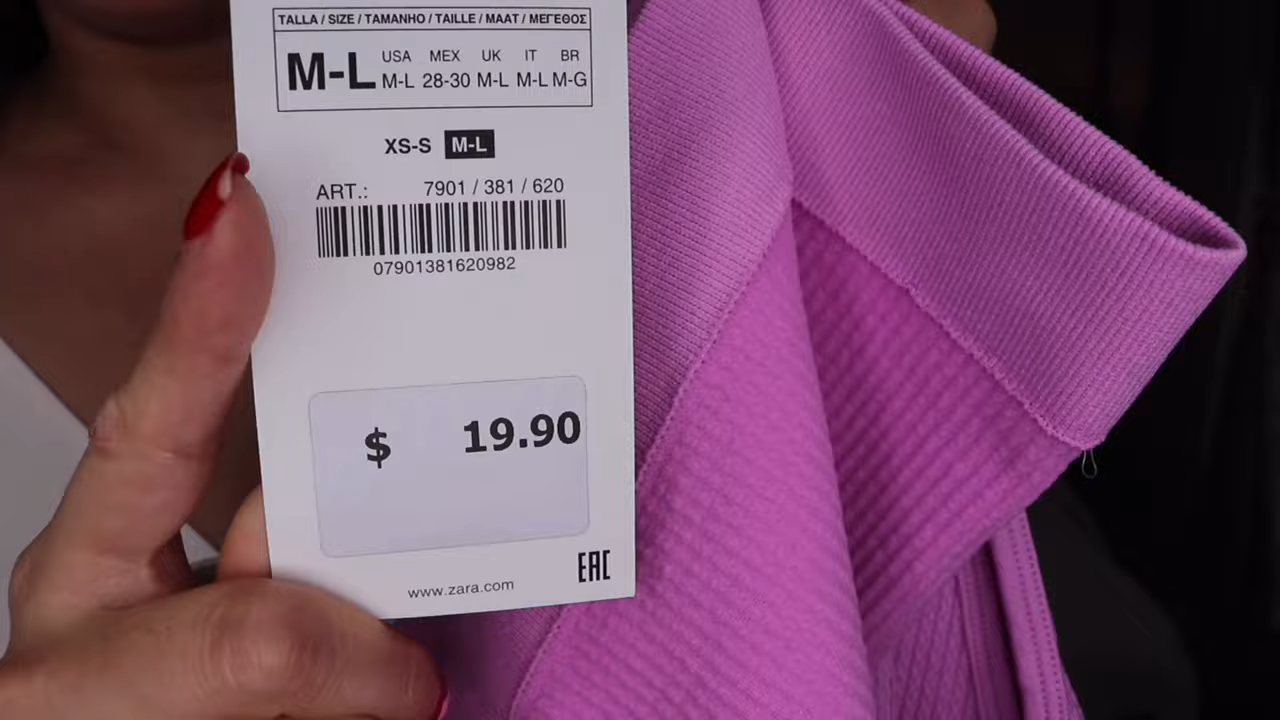 TALLA / SIZE / TAMANHO / TAILLE / MAAT / ΜΕΓΕΘΟΣ
M-L USA MEX UK IT BR
M-L 28-30 M-L M-L M-G
XS-S M-L
ART.: 7901 / 381 / 620
07901381620982
$ 19.90
EAC
www.zara.com